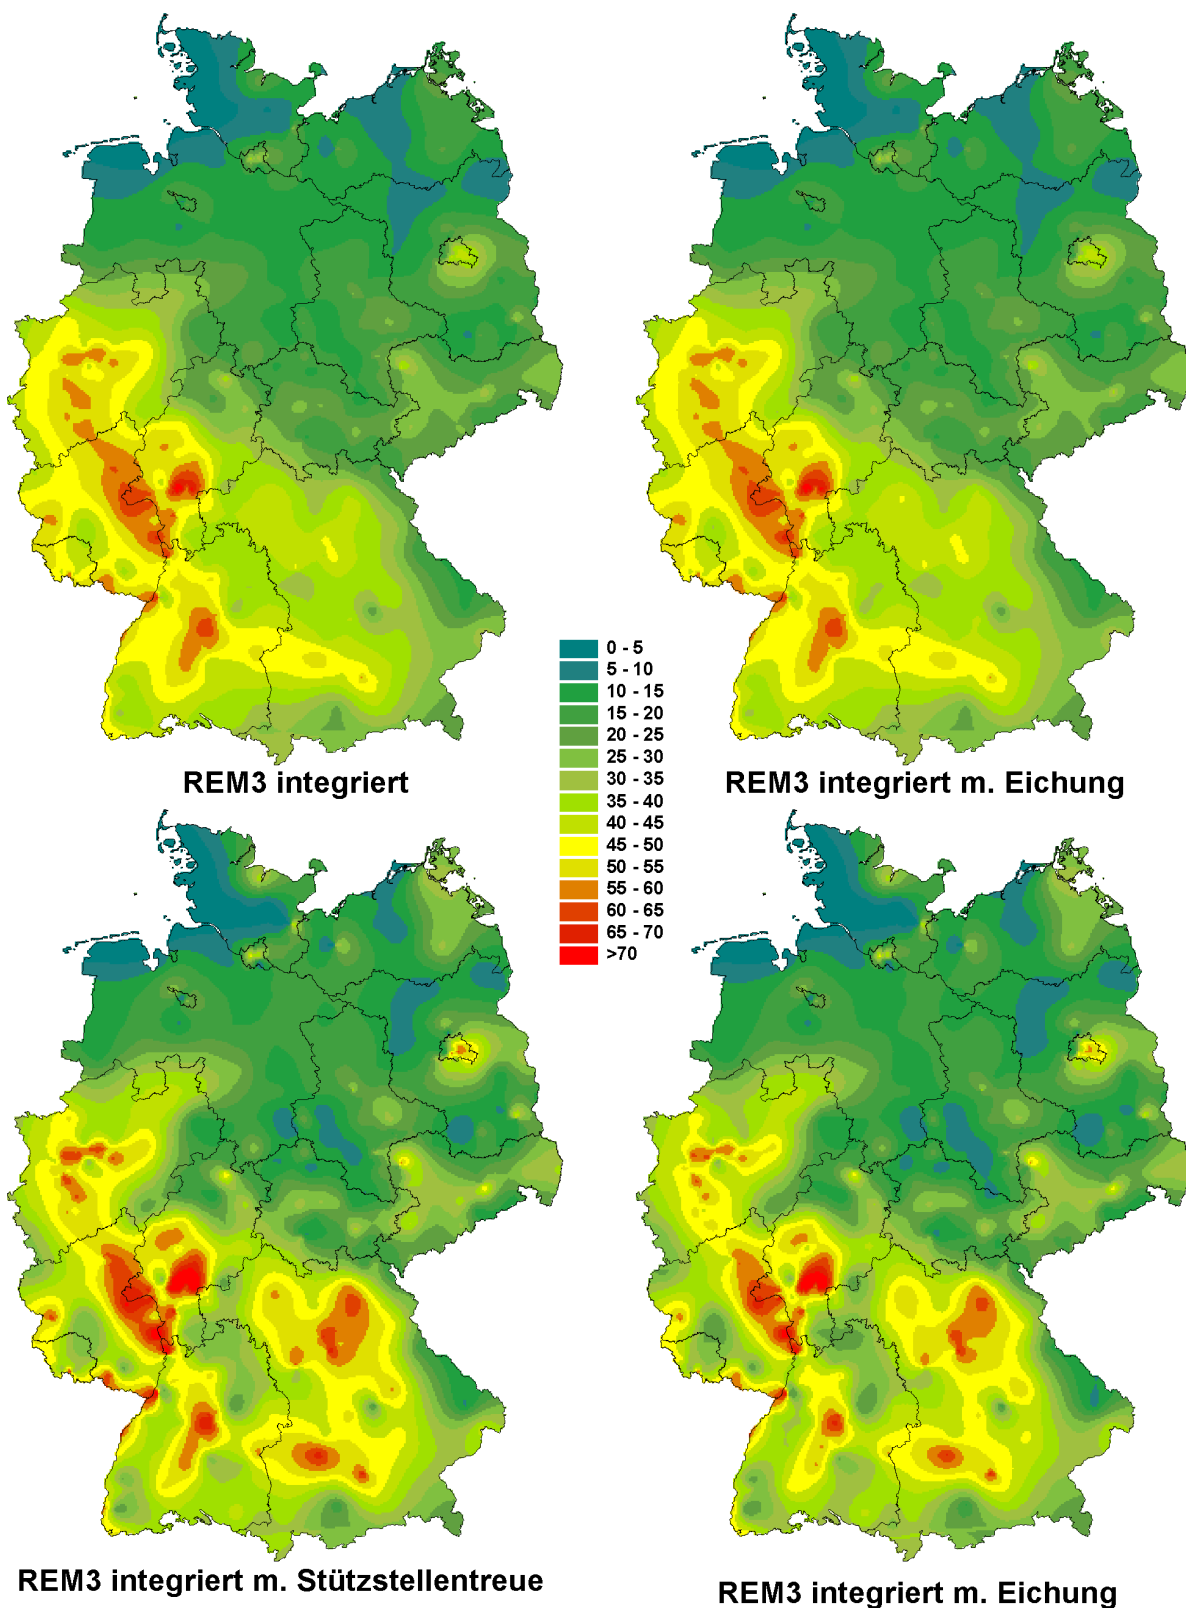 REM3 integriert
REM3 integriert m. Eichung
0 - 5
5 - 10
10 - 15
15 - 20
20 - 25
25 - 30
30 - 35
35 - 40
40 - 45
45 - 50
50 - 55
55 - 60
60 - 65
65 - 70
>70
REM3 integriert m. Stützstellentreue
REM3 integriert m. Eichung